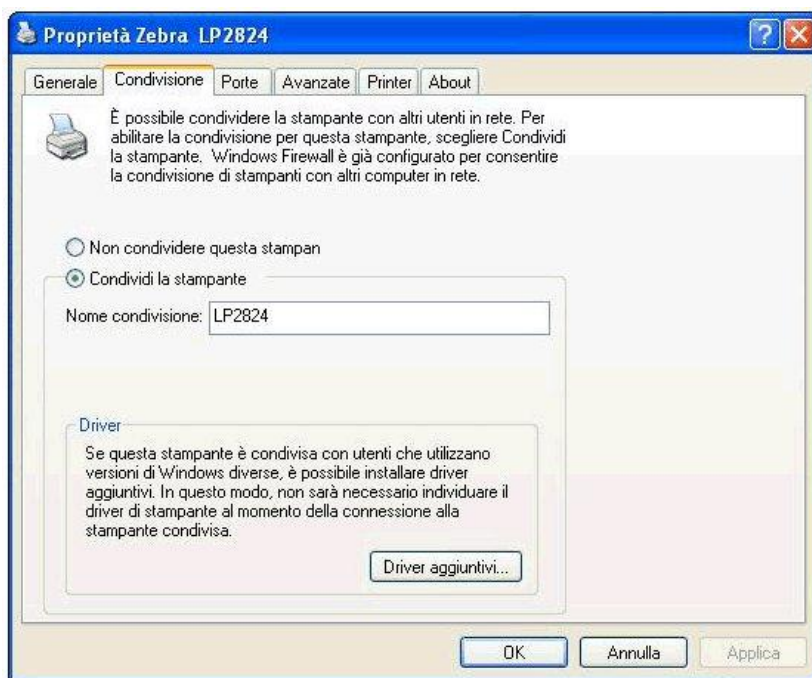 Proprietà Zebra LP2824
Generale Condivisione Porte Avanzate Printer About
È possibile condividere la stampante con altri utenti in rete. Per
abilitare la condivisione per questa stampante, scegliere Condividi
la stampante. Windows Firewall è già configurato per consentire
la condivisione di stampanti con altri computer in rete.
Non condividere questa stampan
Condividi la stampante
Nome condivisione: LP2824
Driver
Se questa stampante è condivisa con utenti che utilizzano
versioni di Windows diverse, è possibile installare driver
aggiuntivi. In questo modo, non sarà necessario individuare il
driver di stampante al momento della connessione alla
stampante condivisa.
Driver aggiuntivi...
OK Annulla Applica